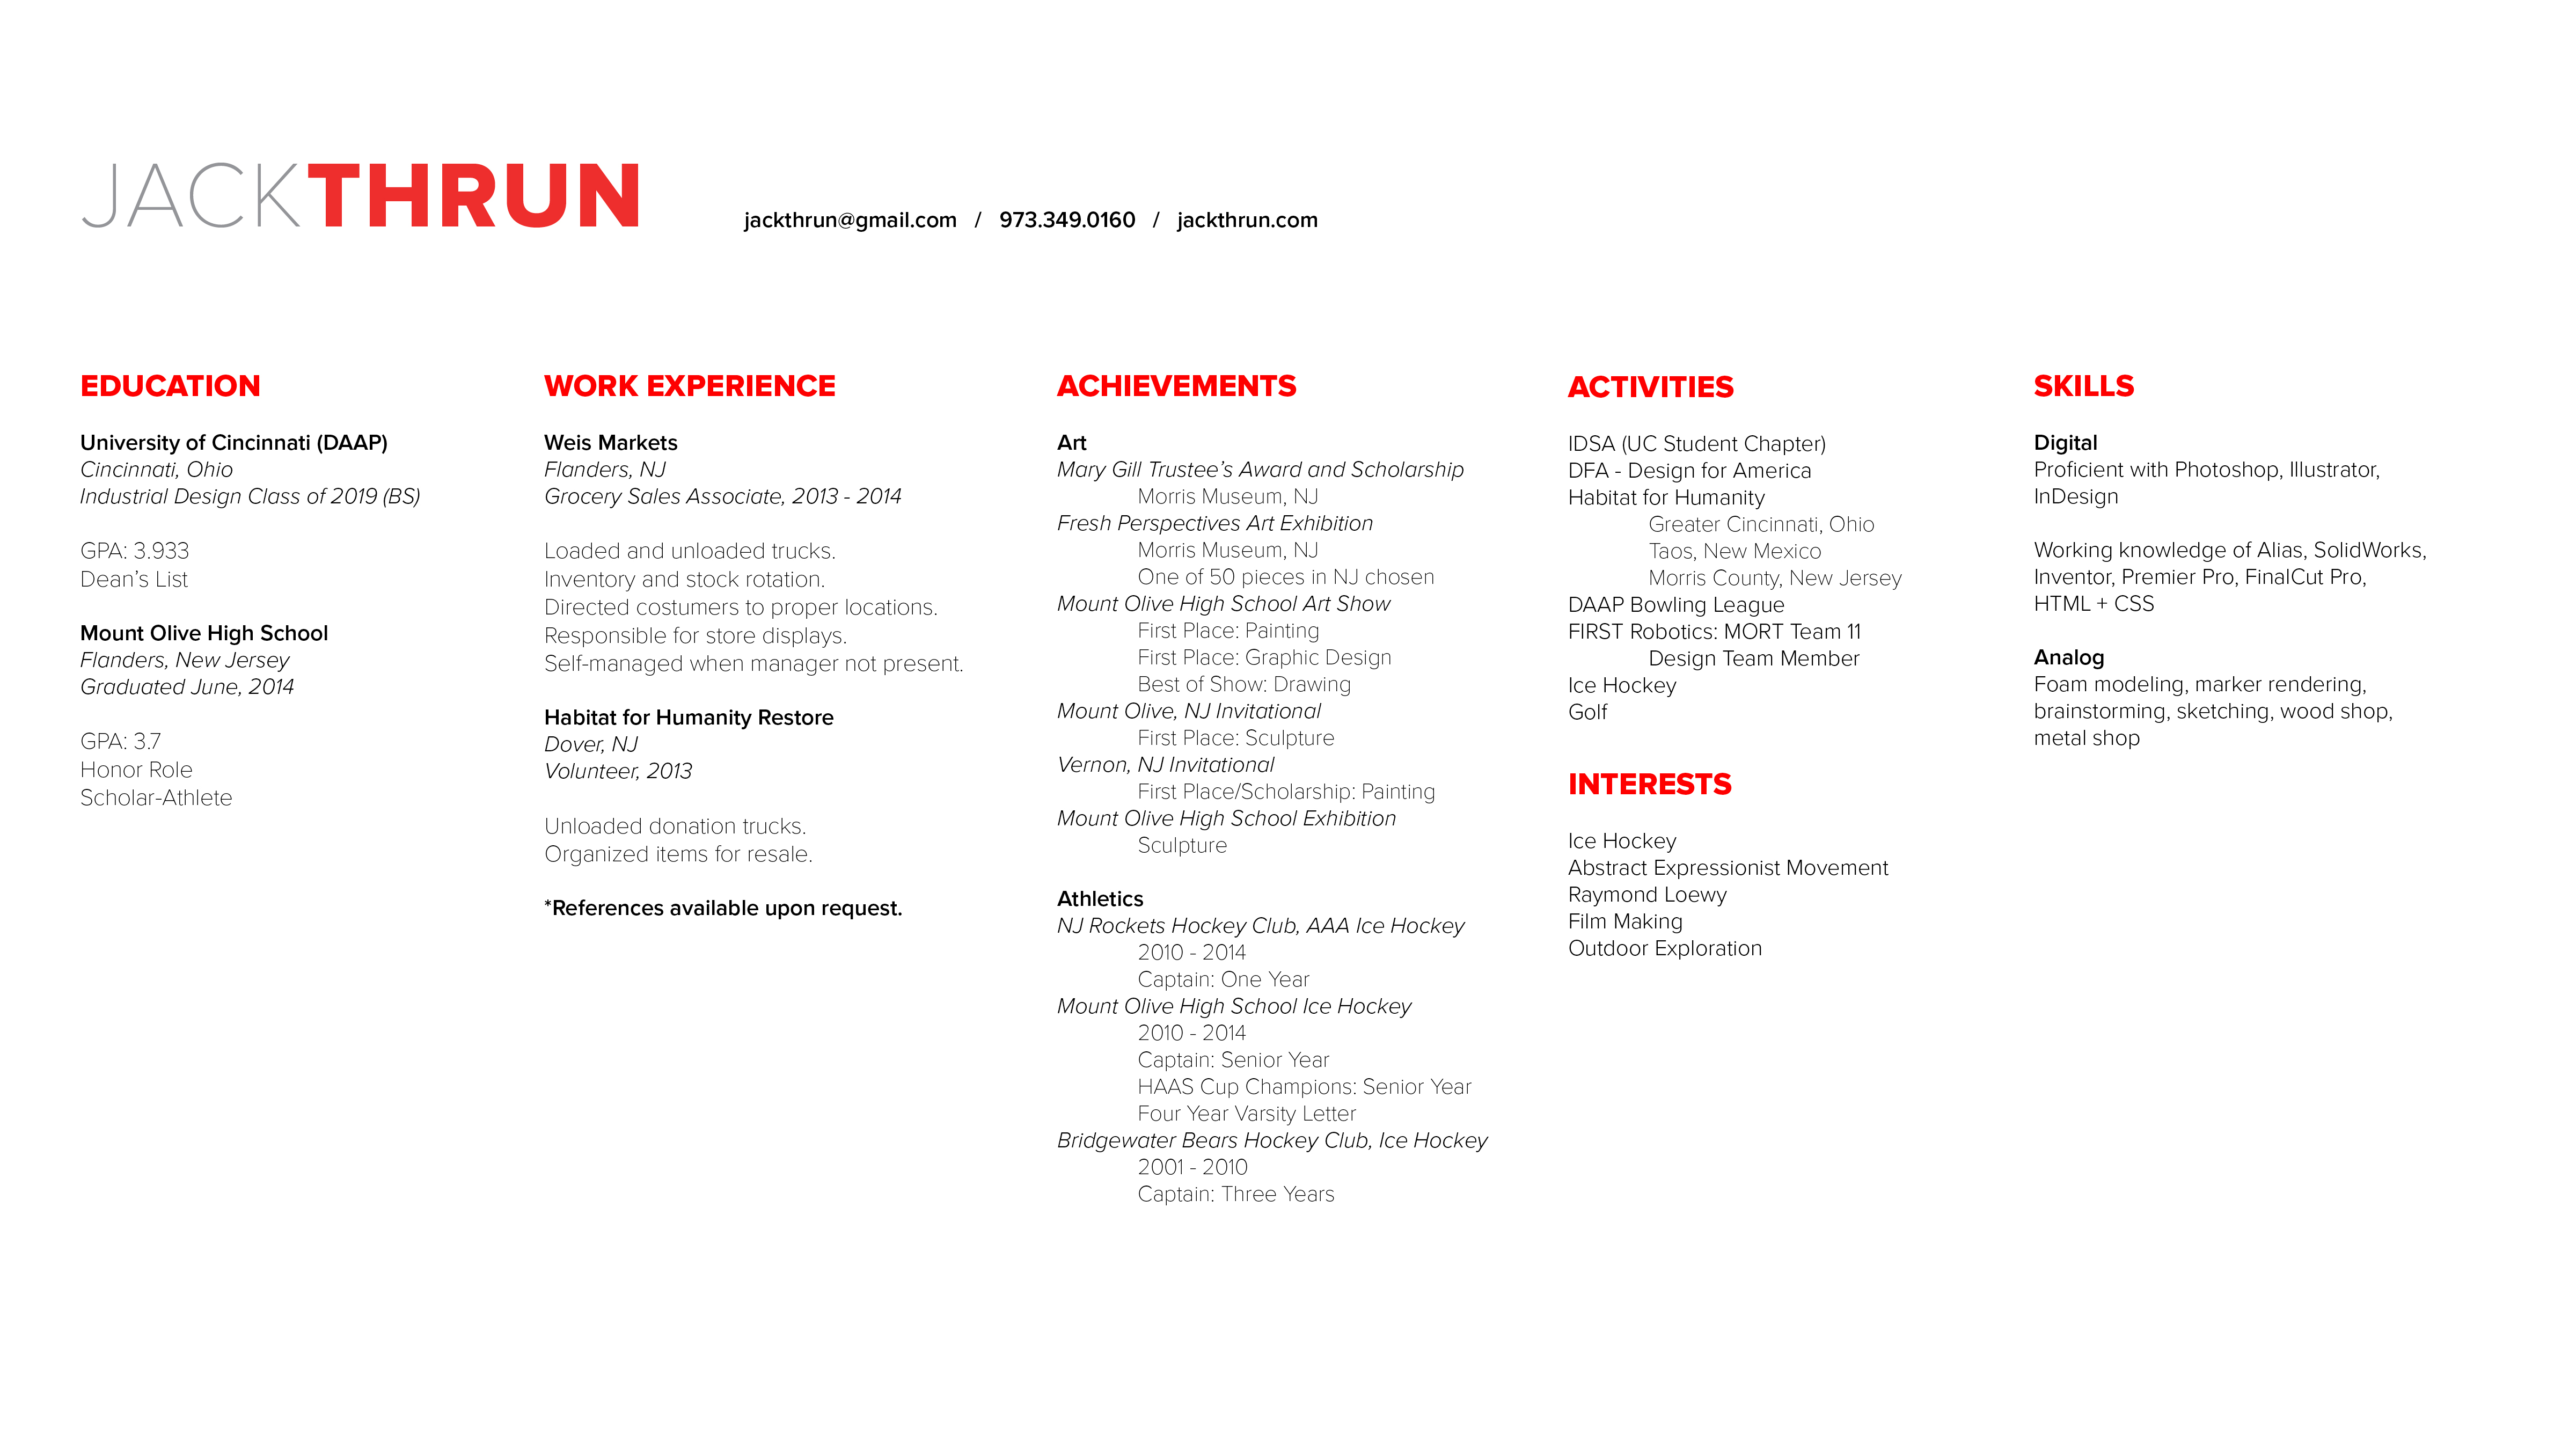 JACKTHRUN
jackthrun@gmail.com / 973.349.0160 / jackthrun.com
EDUCATION
University of Cincinnati (DAAP)
Cincinnati, Ohio
Industrial Design Class of 2019 (BS)
GPA: 3.933
Dean's List
Mount Olive High School
Flanders, New Jersey
Graduated June, 2014
GPA: 3.7
Honor Role
Scholar-Athlete
WORK EXPERIENCE
Weis Markets
Flanders, NJ
Grocery Sales Associate, 2013 - 2014
Loaded and unloaded trucks.
Inventory and stock rotation.
Directed costumers to proper locations.
Responsible for store displays.
Self-managed when manager not present.
Habitat for Humanity Restore
Dover, NJ
Volunteer, 2013
Unloaded donation trucks.
Organized items for resale.
*References available upon request.
ACHIEVEMENTS
Art
Mary Gill Trustee's Award and Scholarship
Morris Museum, NJ
Fresh Perspectives Art Exhibition
Morris Museum, NJ
One of 50 pieces in NJ chosen
Mount Olive High School Art Show
First Place: Painting
First Place: Graphic Design
Best of Show: Drawing
Mount Olive, NJ Invitational
First Place: Sculpture
Vernon, NJ Invitational
First Place/Scholarship: Painting
Mount Olive High School Exhibition
Sculpture
Athletics
NJ Rockets Hockey Club, AAA Ice Hockey
2010 - 2014
Captain: One Year
Mount Olive High School Ice Hockey
2010 - 2014
Captain: Senior Year
HAAS Cup Champions: Senior Year
Four Year Varsity Letter
Bridgewater Bears Hockey Club, Ice Hockey
2001 - 2010
Captain: Three Years
ACTIVITIES
IDSA (UC Student Chapter)
DFA - Design for America
Habitat for Humanity
Greater Cincinnati, Ohio
Taos, New Mexico
Morris County, New Jersey
DAAP Bowling League
FIRST Robotics: MORT Team 11
Design Team Member
Ice Hockey
Golf
INTERESTS
Ice Hockey
Abstract Expressionist Movement
Raymond Loewy
Film Making
Outdoor Exploration
SKILLS
Digital
Proficient with Photoshop, Illustrator,
InDesign
Working knowledge of Alias, SolidWorks,
Inventor, Premier Pro, FinalCut Pro,
HTML + CSS
Analog
Foam modeling, marker rendering,
brainstorming, sketching, wood shop,
metal shop